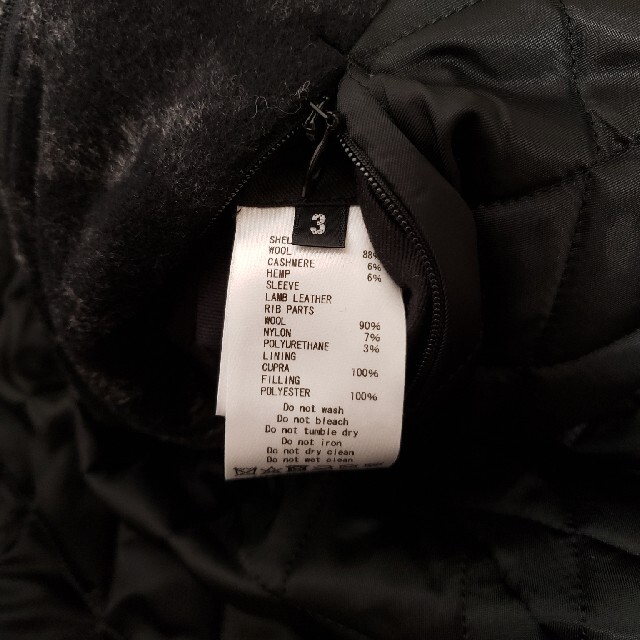 3
SHEL
WOOL 88%
CASHMERE 6%
HEMP 6%
SLEEVE
LAMB LEATHER
RIB PARTS
WOOL 90%
NYLON 7%
POLYURETHANE 3%
LINING
CUPRA 100%
FILLING
POLYESTER 100%
Do not wash
Do not bleach
Do not tumble dry
Do not iron
Do not dry clean
Do not wet clean